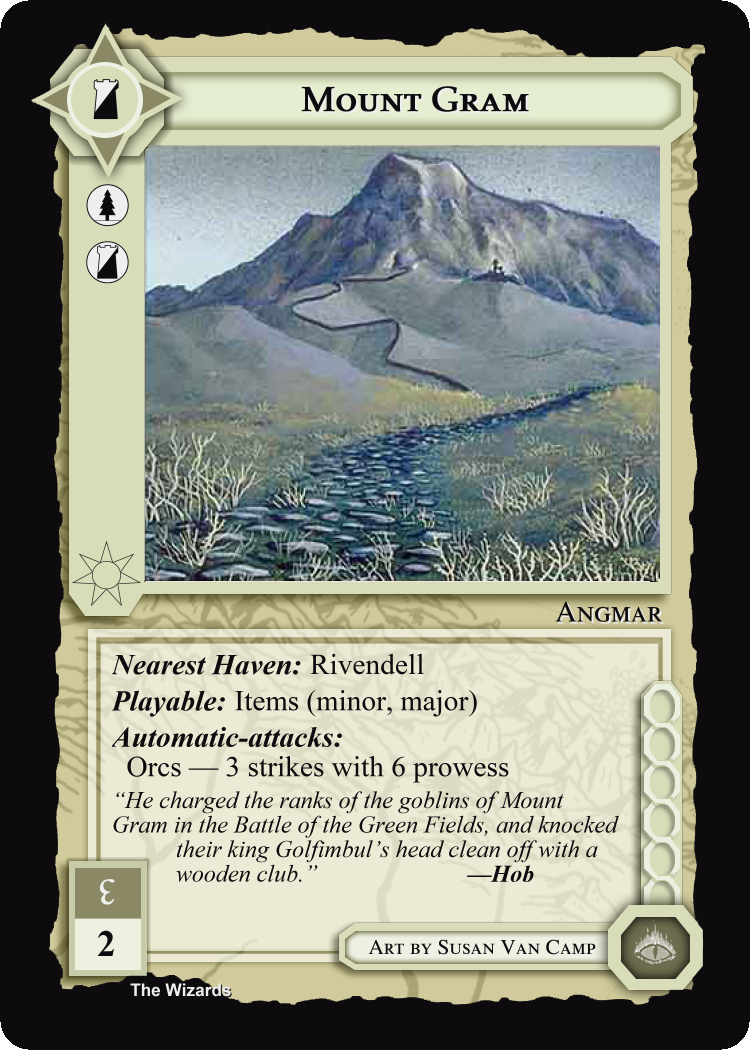 Mount Gram
Angmar
Nearest Haven: Rivendell
Playable: Items (minor, major)
Automatic-attacks:
Orcs — 3 strikes with 6 prowess
“He charged the ranks of the goblins of Mount
Gram in the Battle of the Green Fields, and knocked
their king Golfimbul’s head clean off with a
wooden club.” —Hob
2
Art by Susan Van Camp
The Wizards